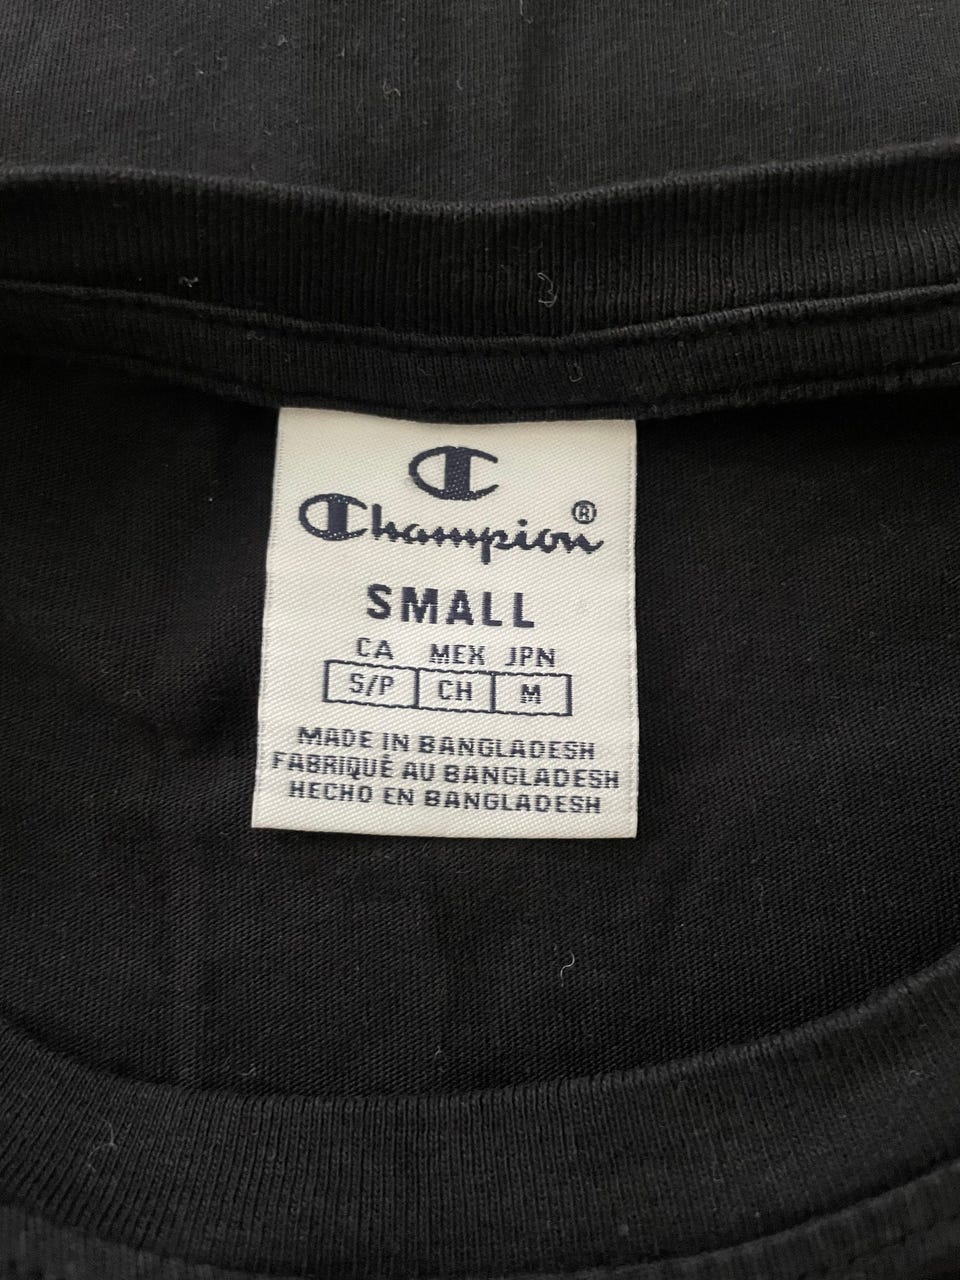 Champion®
SMALL
CA MEX JPN
S/P CH M
MADE IN BANGLADESH
FABRIQUÉ AU BANGLADESH
HECHO EN BANGLADESH